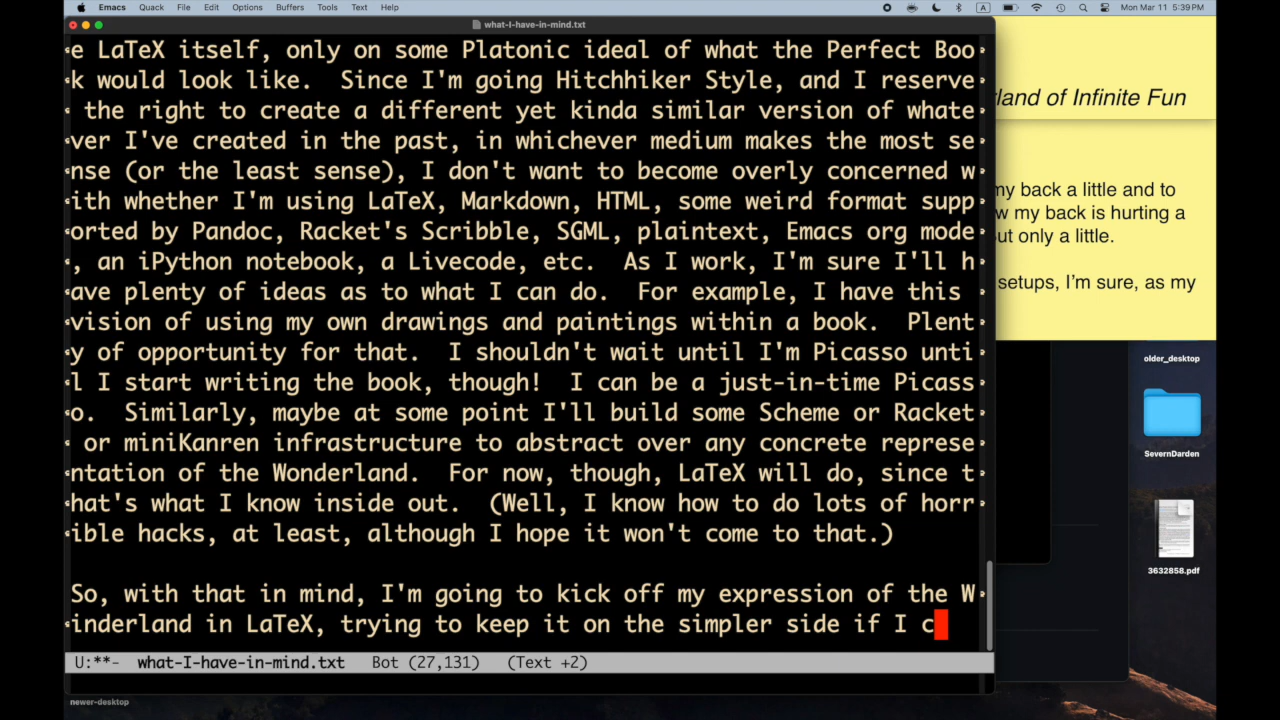 Emacs Quack File Edit Options Buffers Tools Text Help A Mon Mar 11 5:39 PM
what-I-have-in-mind.txt
e LaTeX itself, only on some Platonic ideal of what the Perfect Boo
k would look like.  Since I'm going Hitchhiker Style, and I reserve
 the right to create a different yet kinda similar version of whate
ver I've created in the past, in whichever medium makes the most se
nse (or the least sense), I don't want to become overly concerned w
ith whether I'm using LaTeX, Markdown, HTML, some weird format supp
orted by Pandoc, Racket's Scribble, SGML, plaintext, Emacs org mode
, an iPython notebook, a Livecode, etc.  As I work, I'm sure I'll h
ave plenty of ideas as to what I can do.  For example, I have this
vision of using my own drawings and paintings within a book.  Plent
y of opportunity for that.  I shouldn't wait until I'm Picasso unti
l I start writing the book, though!  I can be a just-in-time Picass
o.  Similarly, maybe at some point I'll build some Scheme or Racket
 or miniKanren infrastructure to abstract over any concrete represe
ntation of the Wonderland.  For now, though, LaTeX will do, since t
hat's what I know inside out.  (Well, I know how to do lots of horr
ible hacks, at least, although I hope it won't come to that.)
So, with that in mind, I'm going to kick off my expression of the W
inderland in LaTeX, trying to keep it on the simpler side if I c
U:**-  what-I-have-in-mind.txt   Bot (27,131)   (Text +2)
land of Infinite Fun
my back a little and to
w my back is hurting a
ut only a little.
setups, I'm sure, as my
older_desktop
SevernDarden
3632858.pdf
newer-desktop